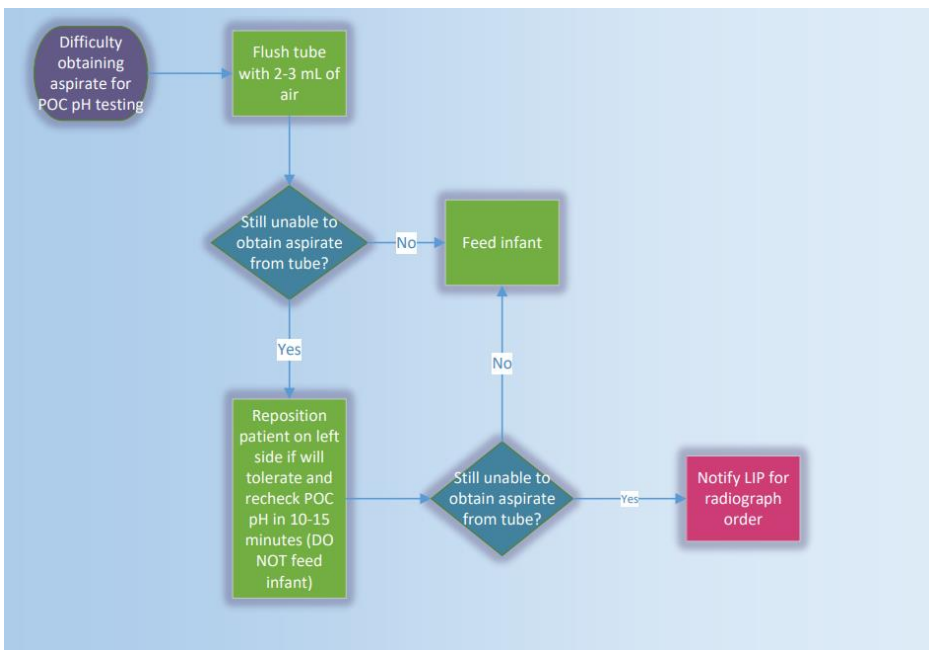 Difficulty
obtaining
aspirate for
POC pH testing
Flush tube
with 2-3 mL of
air
Still unable to
obtain aspirate
from tube?
No
Feed infant
Yes
No
Reposition
patient on left
side if will
tolerate and
recheck POC
pH in 10-15
minutes (DO
NOT feed
infant)
Still unable to
obtain aspirate
from tube?
Yes
Notify LIP for
radiograph
order